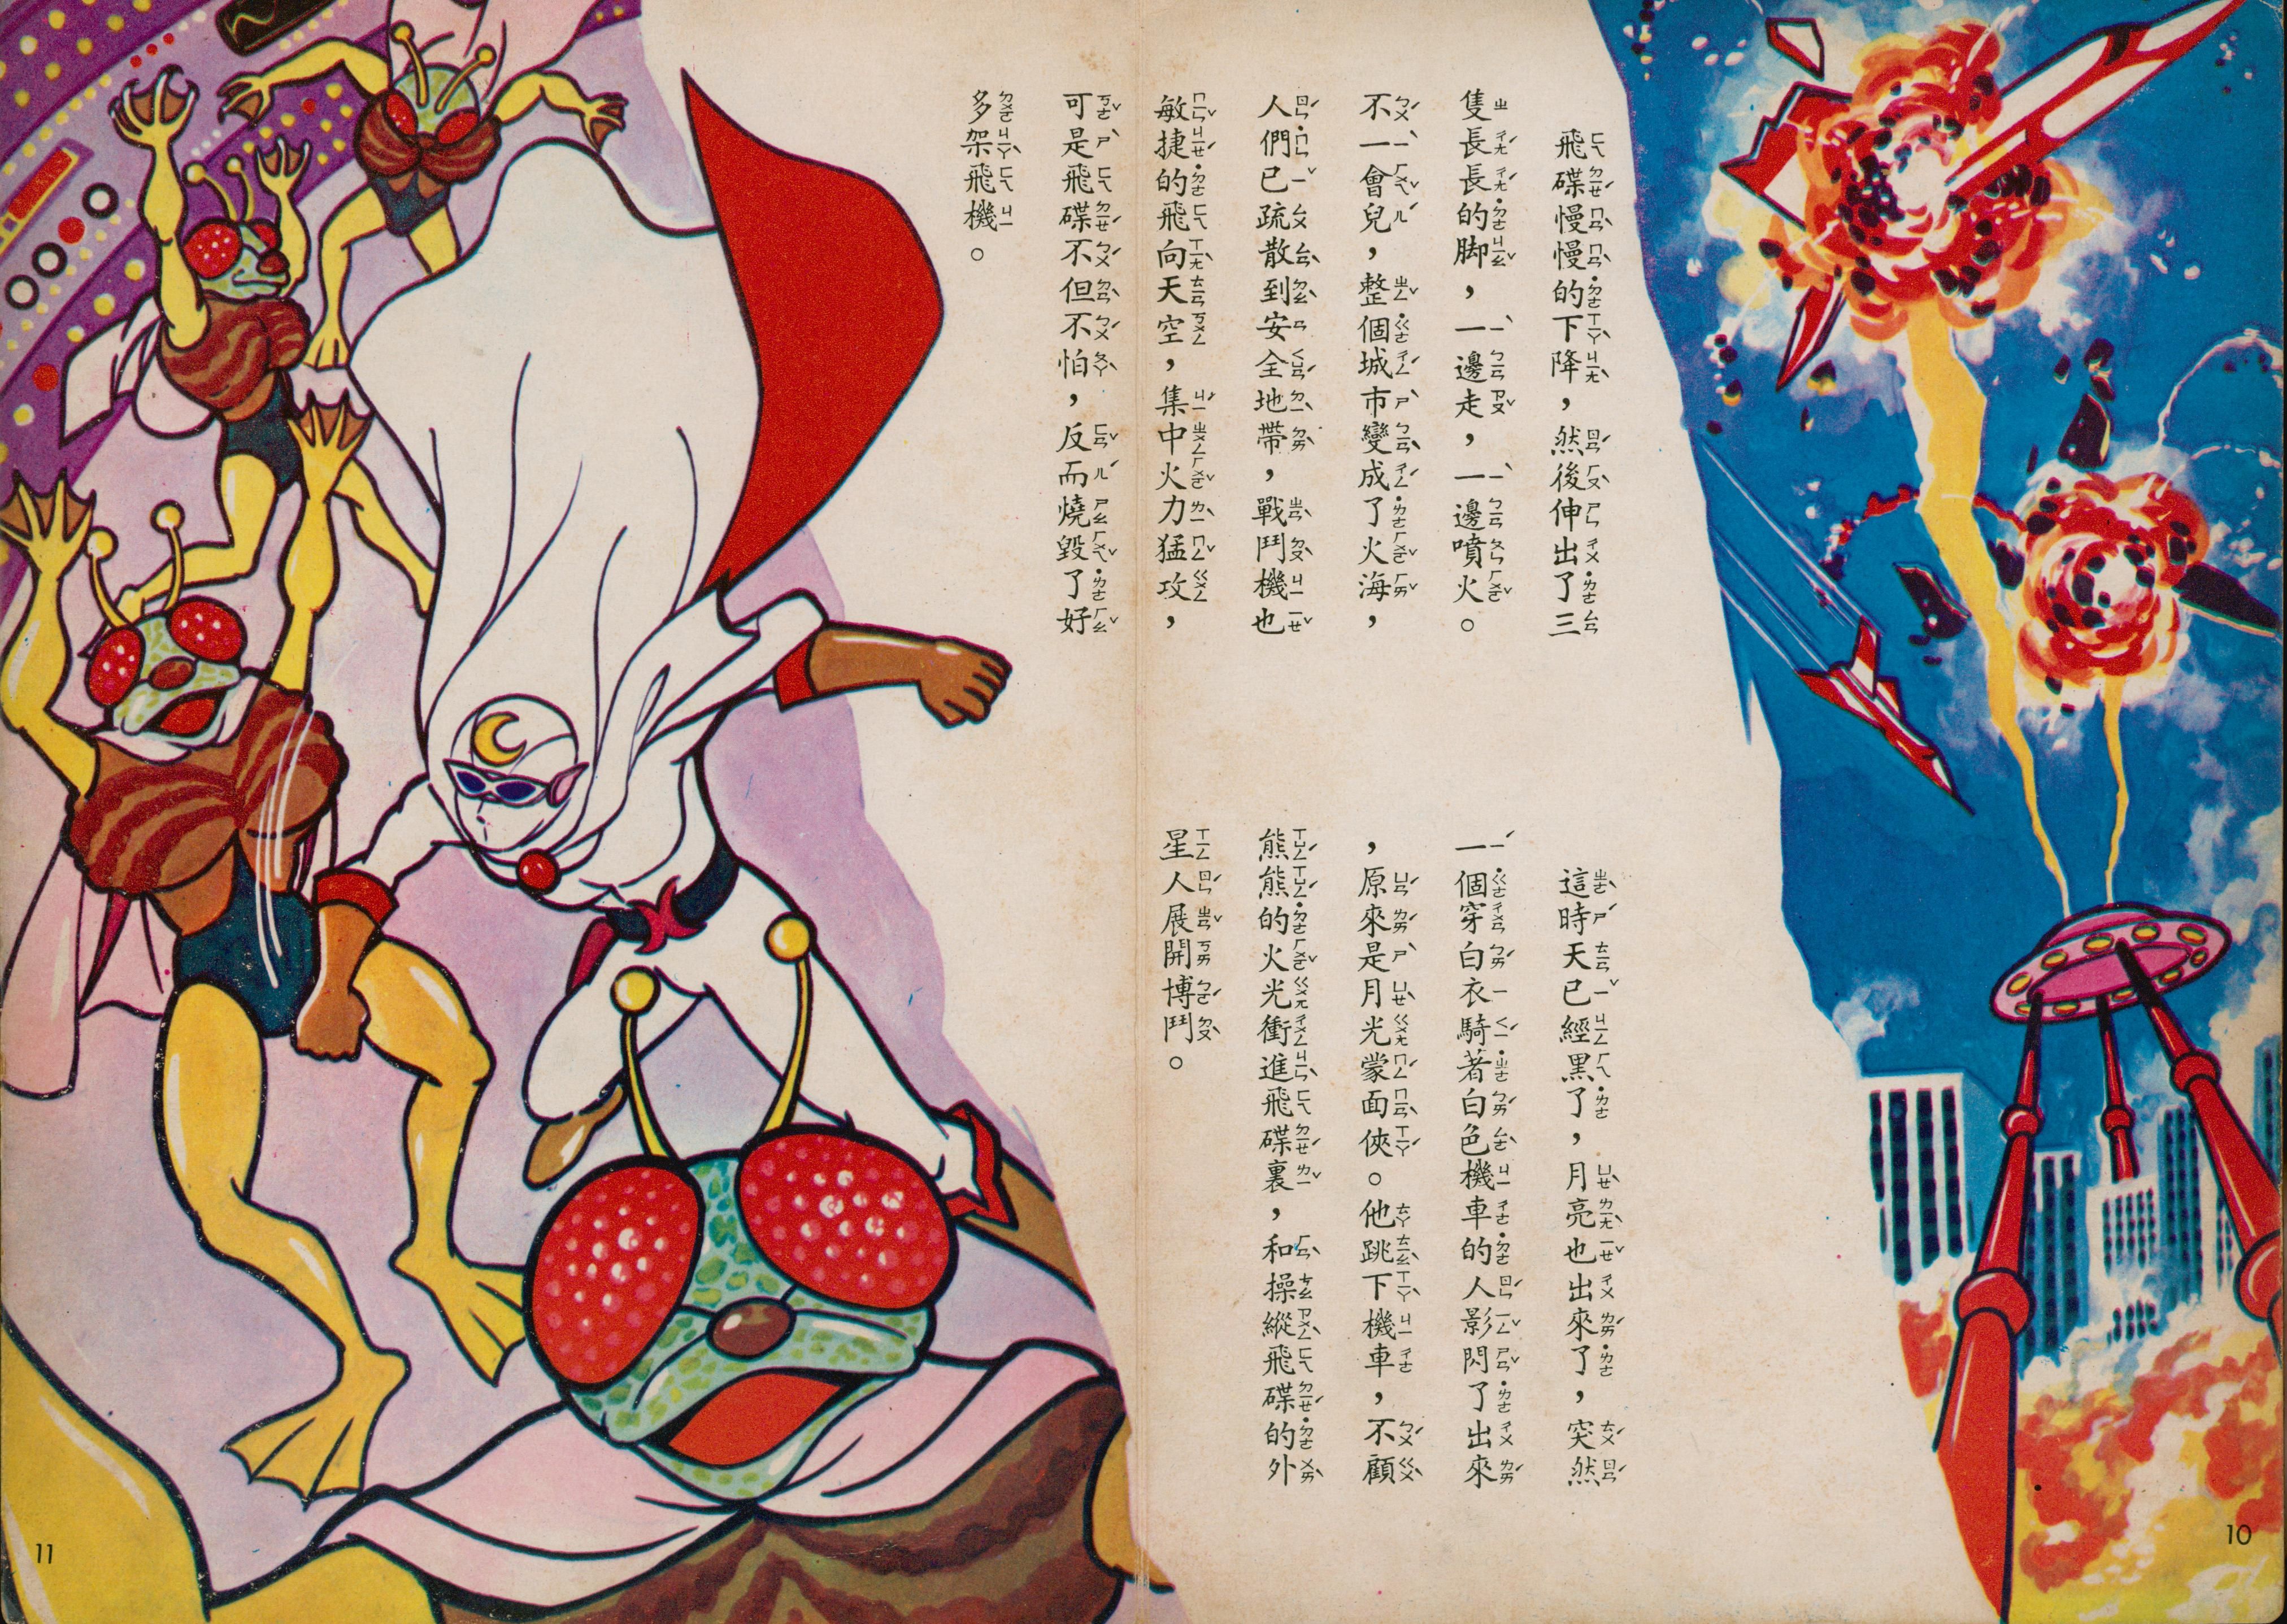 飛碟慢慢的下降，然後伸出了三
隻長長的脚，一邊走，一邊噴火。
不一會兒，整個城市變成了火海，
人們已疏散到安全地帶，戰鬥機也
敏捷的飛向天空，集中火力猛攻，
可是飛碟不但不怕，反而燒毀了好
多架飛機。
這時天已經黑了，月亮也出來了，突然
一個穿白衣騎著白色機車的人影閃了出來
，原來是月光蒙面俠。他跳下機車，不顧
熊熊的火光衝進飛碟裏，和操縱飛碟的外
星人展開博鬥。
10
11